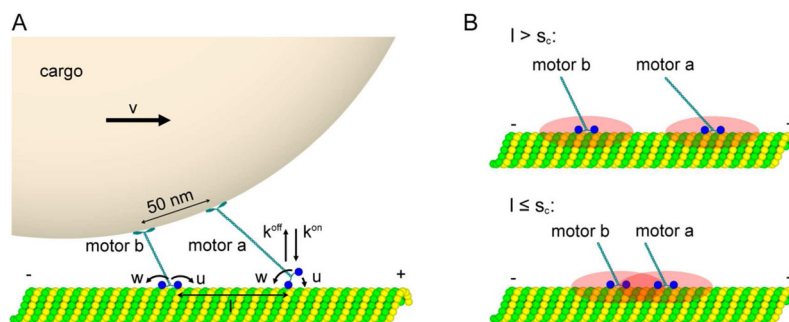 A
cargo
v
50 nm
motor b
motor a
k^off
k^on
w
u
w
u
-
+
l
B
l > s_c:
motor b
motor a
-
l ≤ s_c:
motor b
motor a
-